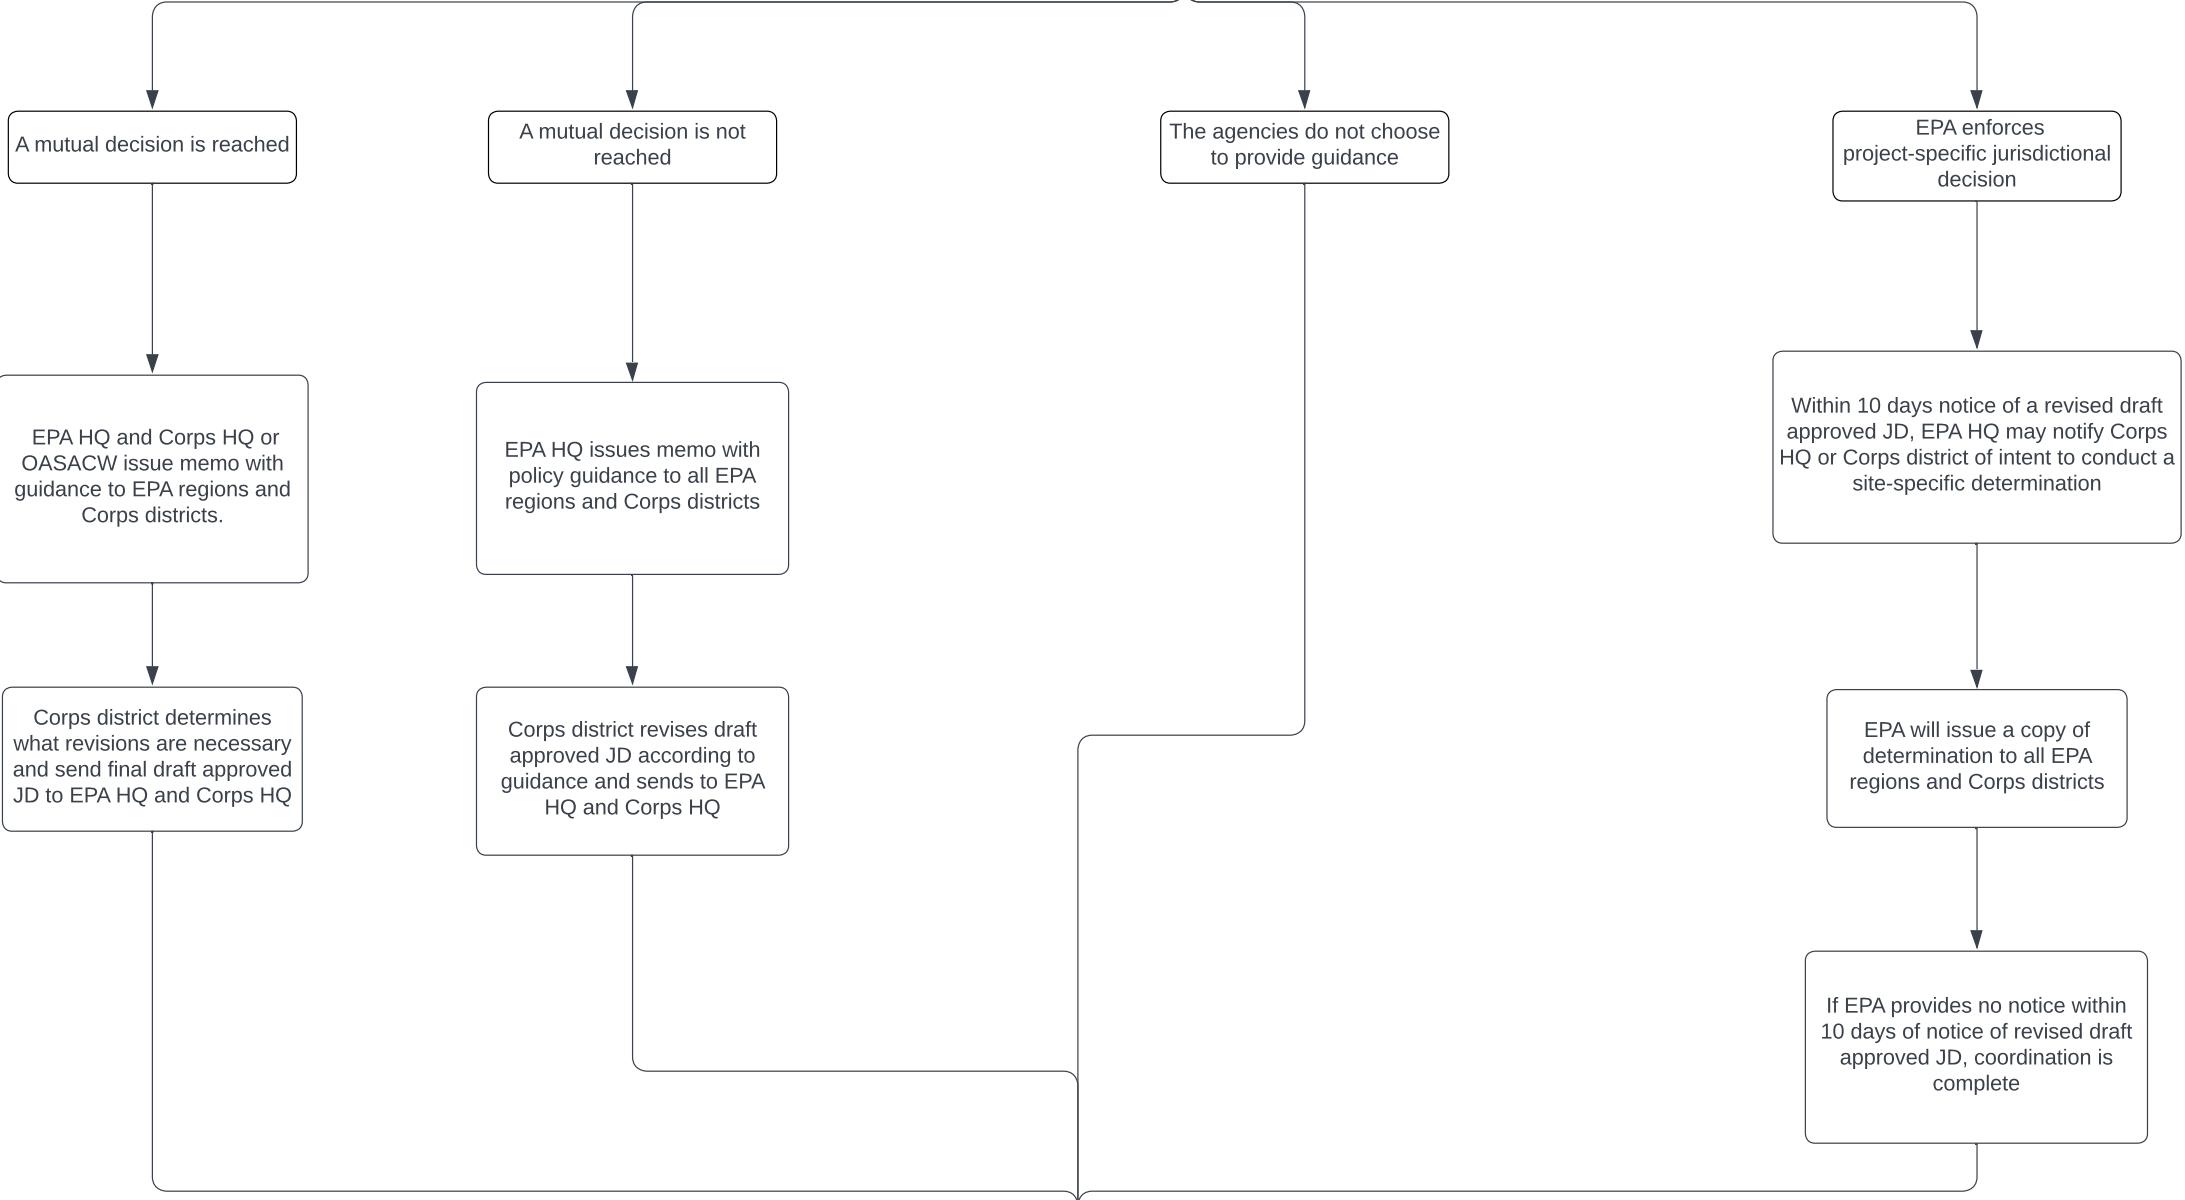 A mutual decision is reached
A mutual decision is not
reached
The agencies do not choose
to provide guidance
EPA enforces
project-specific jurisdictional
decision
EPA HQ and Corps HQ or
OASACW issue memo with
guidance to EPA regions and
Corps districts.
EPA HQ issues memo with
policy guidance to all EPA
regions and Corps districts
Within 10 days notice of a revised draft
approved JD, EPA HQ may notify Corps
HQ or Corps district of intent to conduct a
site-specific determination
Corps district determines
what revisions are necessary
and send final draft approved
JD to EPA HQ and Corps HQ
Corps district revises draft
approved JD according to
guidance and sends to EPA
HQ and Corps HQ
EPA will issue a copy of
determination to all EPA
regions and Corps districts
If EPA provides no notice within
10 days of notice of revised draft
approved JD, coordination is
complete